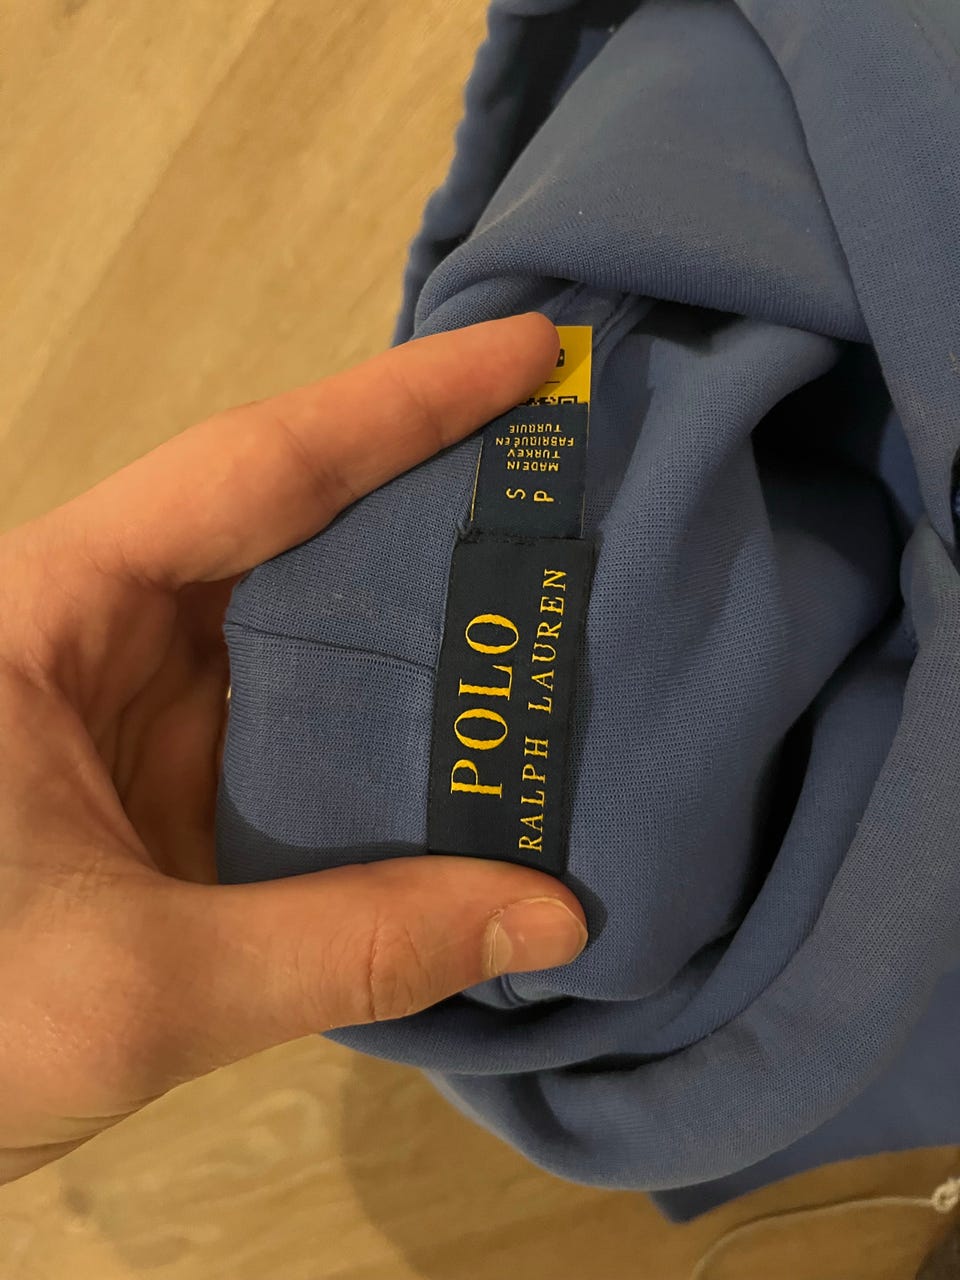 POLO
RALPH LAUREN
S
P
MADE IN
TURKEY
FABRIQUÉ EN
TURQUIE